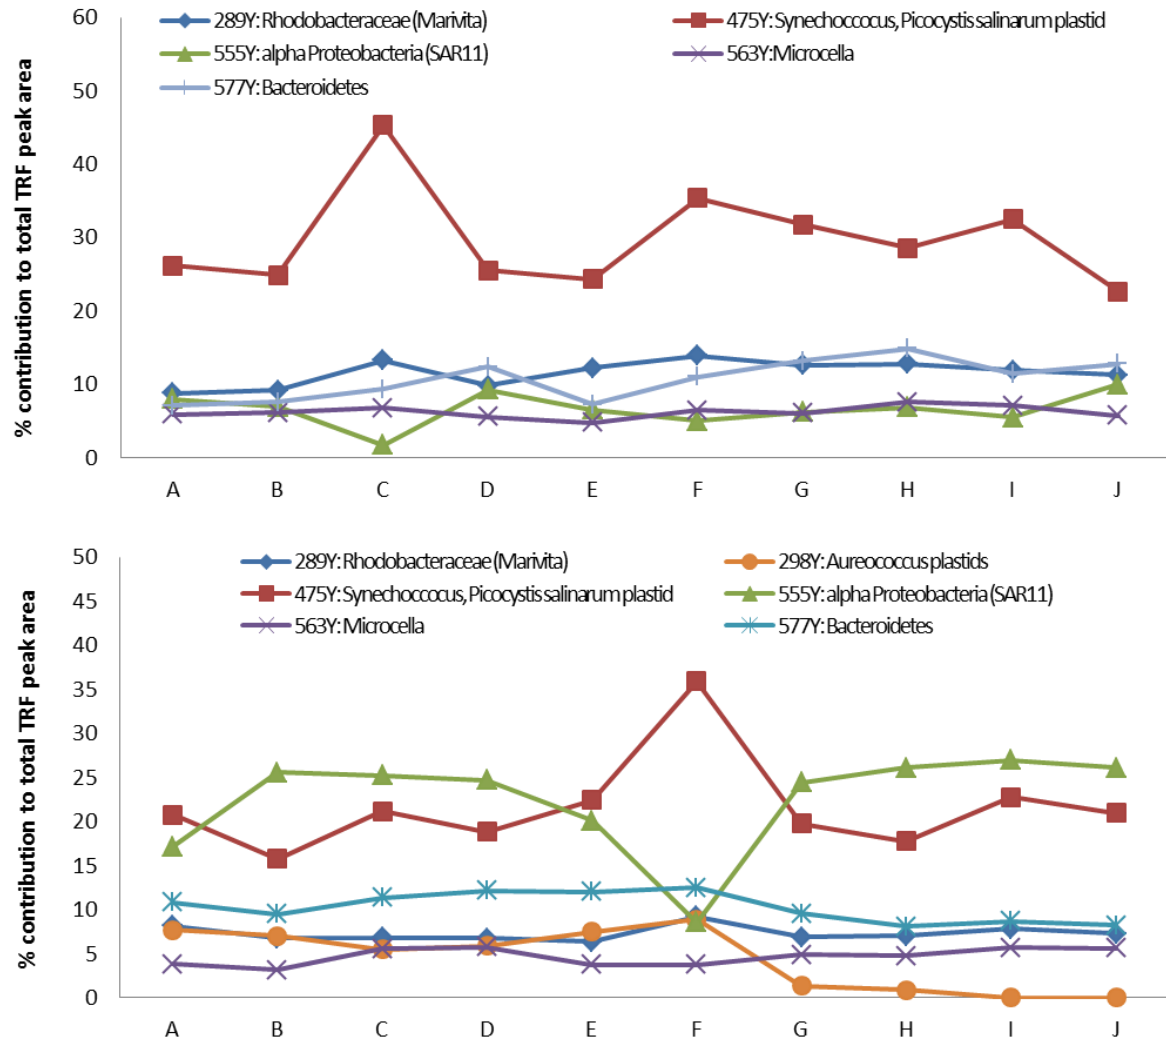 60
50
40
30
20
10
0
% contribution to total TRF peak area
289Y: Rhodobacteraceae (Marivita) 475Y: Synechoccocus, Picocystis salinarum plastid
555Y: alpha Proteobacteria (SAR11) 563Y:Microcella
577Y: Bacteroidetes
A B C D E F G H I J
50
45
40
35
30
25
20
15
10
5
0
% contribution to total TRF peak area
289Y: Rhodobacteraceae (Marivita) 298Y: Aureococcus plastids
475Y: Synechoccocus, Picocystis salinarum plastid 555Y: alpha Proteobacteria (SAR11)
563Y: Microcella 577Y: Bacteroidetes
A B C D E F G H I J